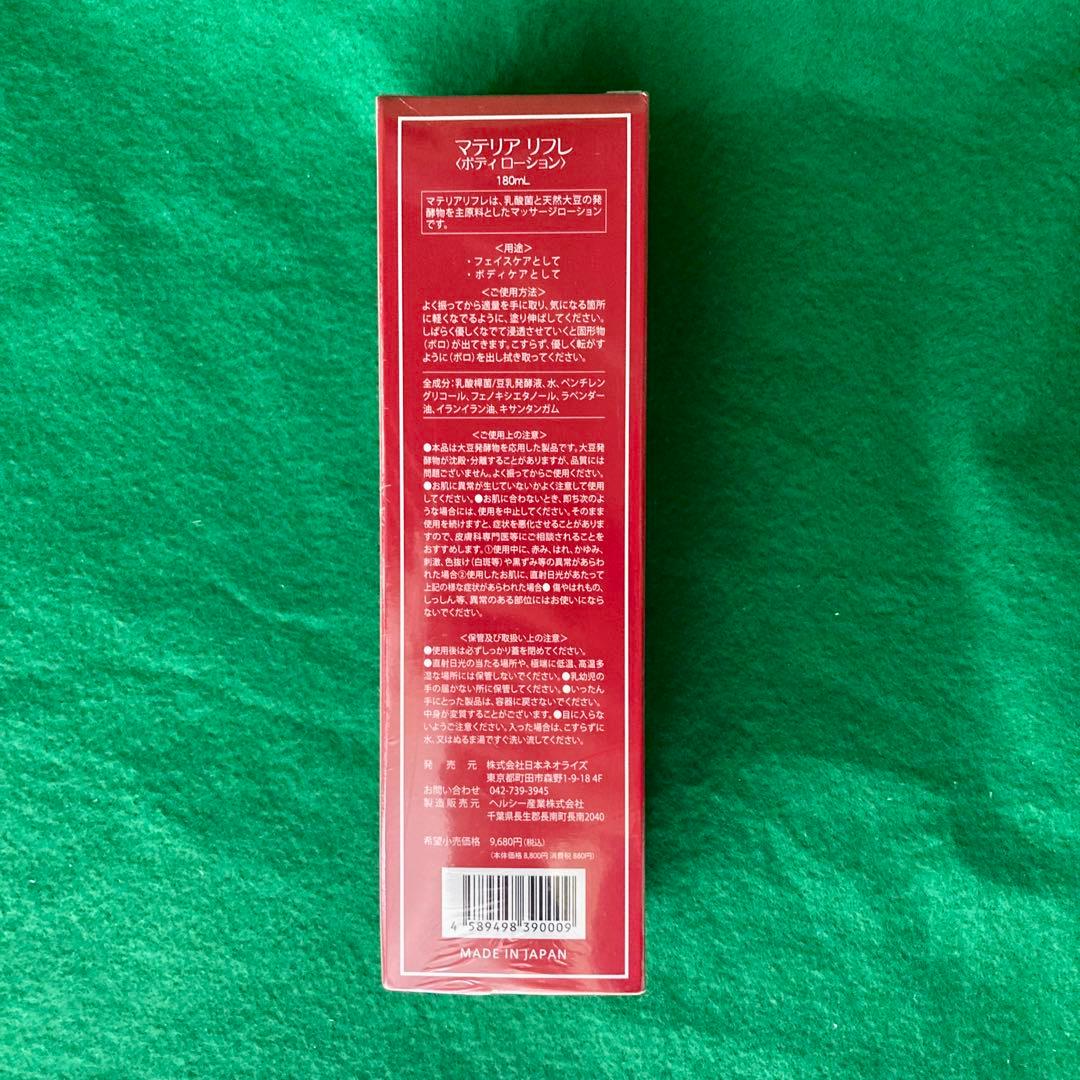 マテリア リフレ
〈ボディ ローション〉
180mL
マテリアリフレは、乳酸菌と天然大豆の発
酵物を主原料としたマッサージローション
です。
＜用途＞
・フェイスケアとして
・ボディケアとして
＜ご使用方法＞
よく振ってから適量を手に取り、気になる箇所
に軽くなでるように、塗り伸ばしてください。
しばらく優しくなでて浸透させていくと固形物
（ボロ）が出てきます。こすらず、優しく転がす
ように（ボロ）を出し拭き取ってください。
全成分：乳酸桿菌/豆乳発酵液、水、ペンチレン
グリコール、フェノキシエタノール、ラベンダー
油、イランイラン油、キサンタンガム
＜ご使用上の注意＞
●本品は大豆発酵物を応用した製品です。大豆発
酵物が沈殿・分離することがありますが、品質には
問題ございません。よく振ってからご使用ください。
●お肌に異常が生じていないかよく注意して使用
してください。●お肌に合わないとき、即ち次のよ
うな場合には、使用を中止してください。そのまま
使用を続けますと、症状を悪化させることがありま
すので、皮膚科専門医等にご相談されることを
おすすめします。①使用中に、赤み、はれ、かゆみ、
刺激、色抜け（白斑等）や黒ずみ等の異常があらわ
れた場合②使用したお肌に、直射日光があたって
上記の様な症状があらわれた場合● 傷やはれもの、
しっしん等、異常のある部位にはお使いになら
ないでください。
＜保管及び取扱い上の注意＞
●使用後は必ずしっかり蓋を閉めてください。
●直射日光の当たる場所や、極端に低温、高温多
湿な場所には保管しないでください。●乳幼児の
手の届かない所に保管してください。●いったん
手にとった製品は、容器に戻さないでください。
中身が変質することがございます。●目に入らな
いようご注意ください。入った場合は、こすらずに
水、又はぬるま湯ですぐ洗い流してください。
発 売 元 株式会社日本ネオライズ
東京都町田市森野1-9-18 4F
お問い合わせ 042-739-3945
製造販売元 ヘルシー産業株式会社
千葉県長生郡長南町長南2040
希望小売価格 9,680円（税込）
（本体価格 8,800円 消費税 880円）
4 589498 390009
MADE IN JAPAN